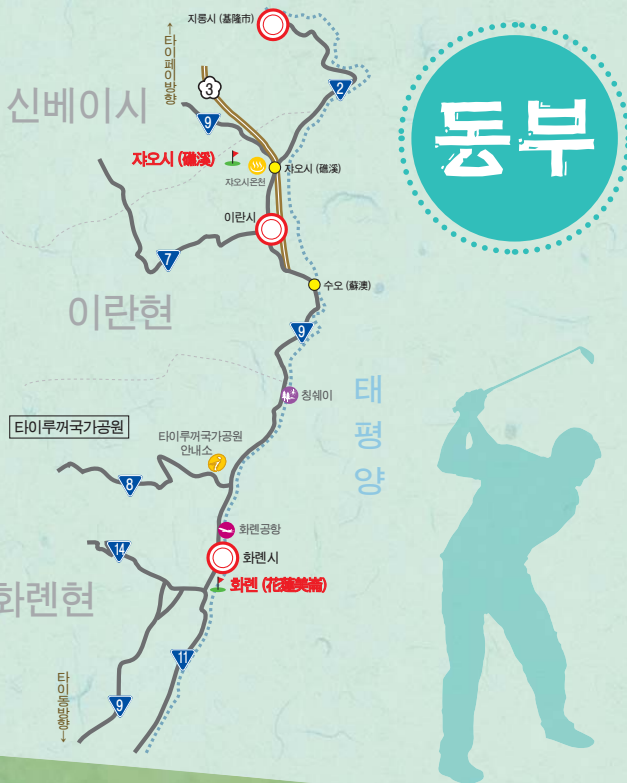 지룽시 (基隆市)
←타이페이방향
동부
3
2
신베이시
9
쟈오시 (礁溪)
쟈오시온천
쟈오시 (礁溪)
이란시
7
수오 (蘇澳)
이란현
9
칭쉐이
태평양
타이루꺼국가공원
타이루꺼국가공원
안내소
8
화롄공항
14
화롄시
화롄 (花蓮美崙)
화롄현
11
타이동방향→
9